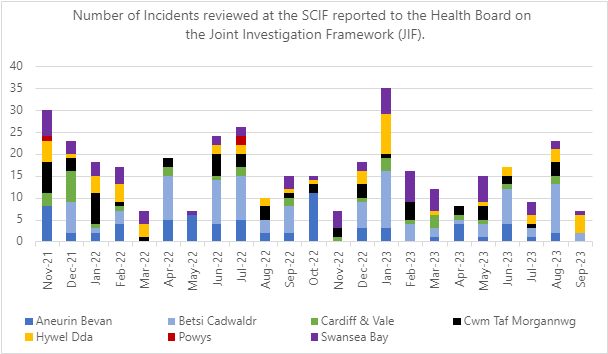 Number of Incidents reviewed at the SCIF reported to the Health Board on
the Joint Investigation Framework (JIF).
40
35
30
25
20
15
10
5
0
Nov-21
Dec-21
Jan-22
Feb-22
Mar-22
Apr-22
May-22
Jun-22
Jul-22
Aug-22
Sep-22
Oct-22
Nov-22
Dec-22
Jan-23
Feb-23
Mar-23
Apr-23
May-23
Jun-23
Jul-23
Aug-23
Sep-23
Aneurin Bevan
Betsi Cadwaldr
Cardiff & Vale
Cwm Taf Morgannwg
Hywel Dda
Powys
Swansea Bay